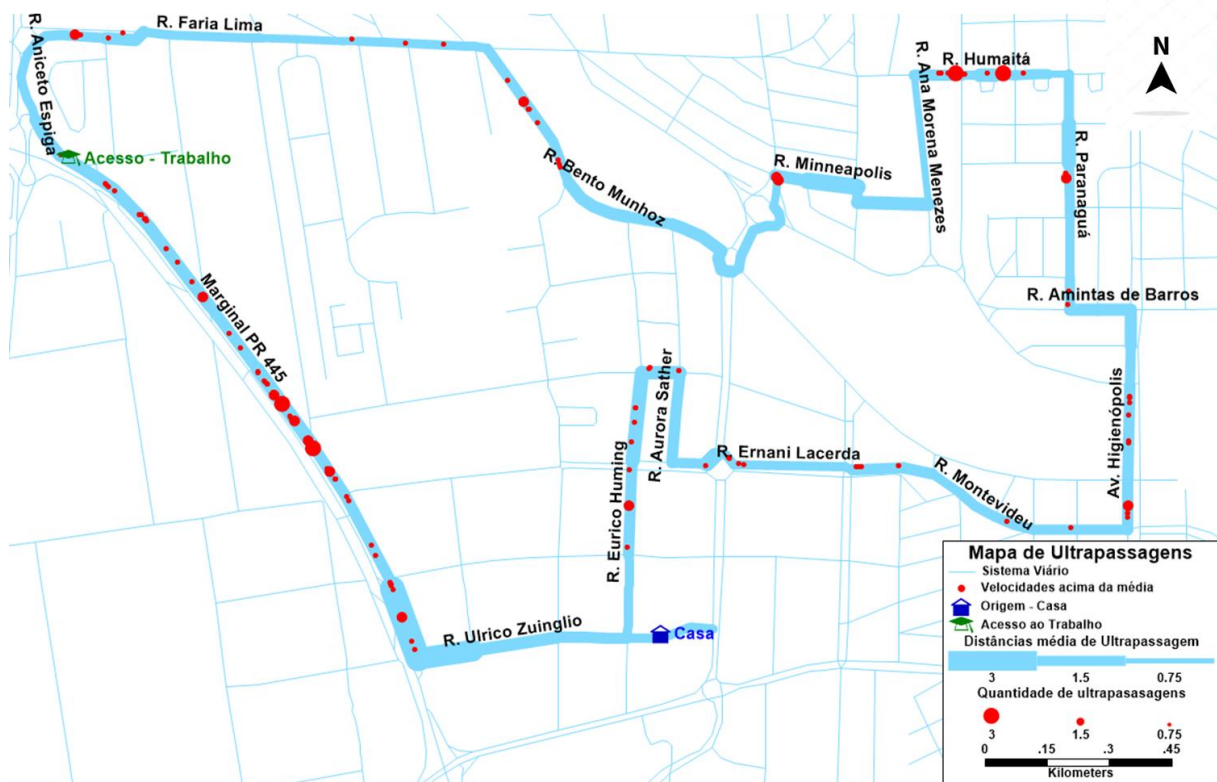 R. Faria Lima
R. Aniceto Espiga
Acesso - Trabalho
R. Bento Munhoz
R. Minneapolis
R. Ana Morena Menezes
R. Humaitá
N
R. Paranaguá
R. Amintas de Barros
Marginal PR 445
R. Aurora Sather
R. Eurico Huming
R. Ernani Lacerda
R. Montevideu
Av. Higienópolis
R. Ulrico Zuinglio
Casa
Mapa de Ultrapassagens
Sistema Viário
Velocidades acima da média
Origem - Casa
Acesso ao Trabalho
Distâncias média de Ultrapassagem
3 1.5 0.75
Quantidade de ultrapasasagens
3 1.5 0.75
0 .15 .3 .45
Kilometers